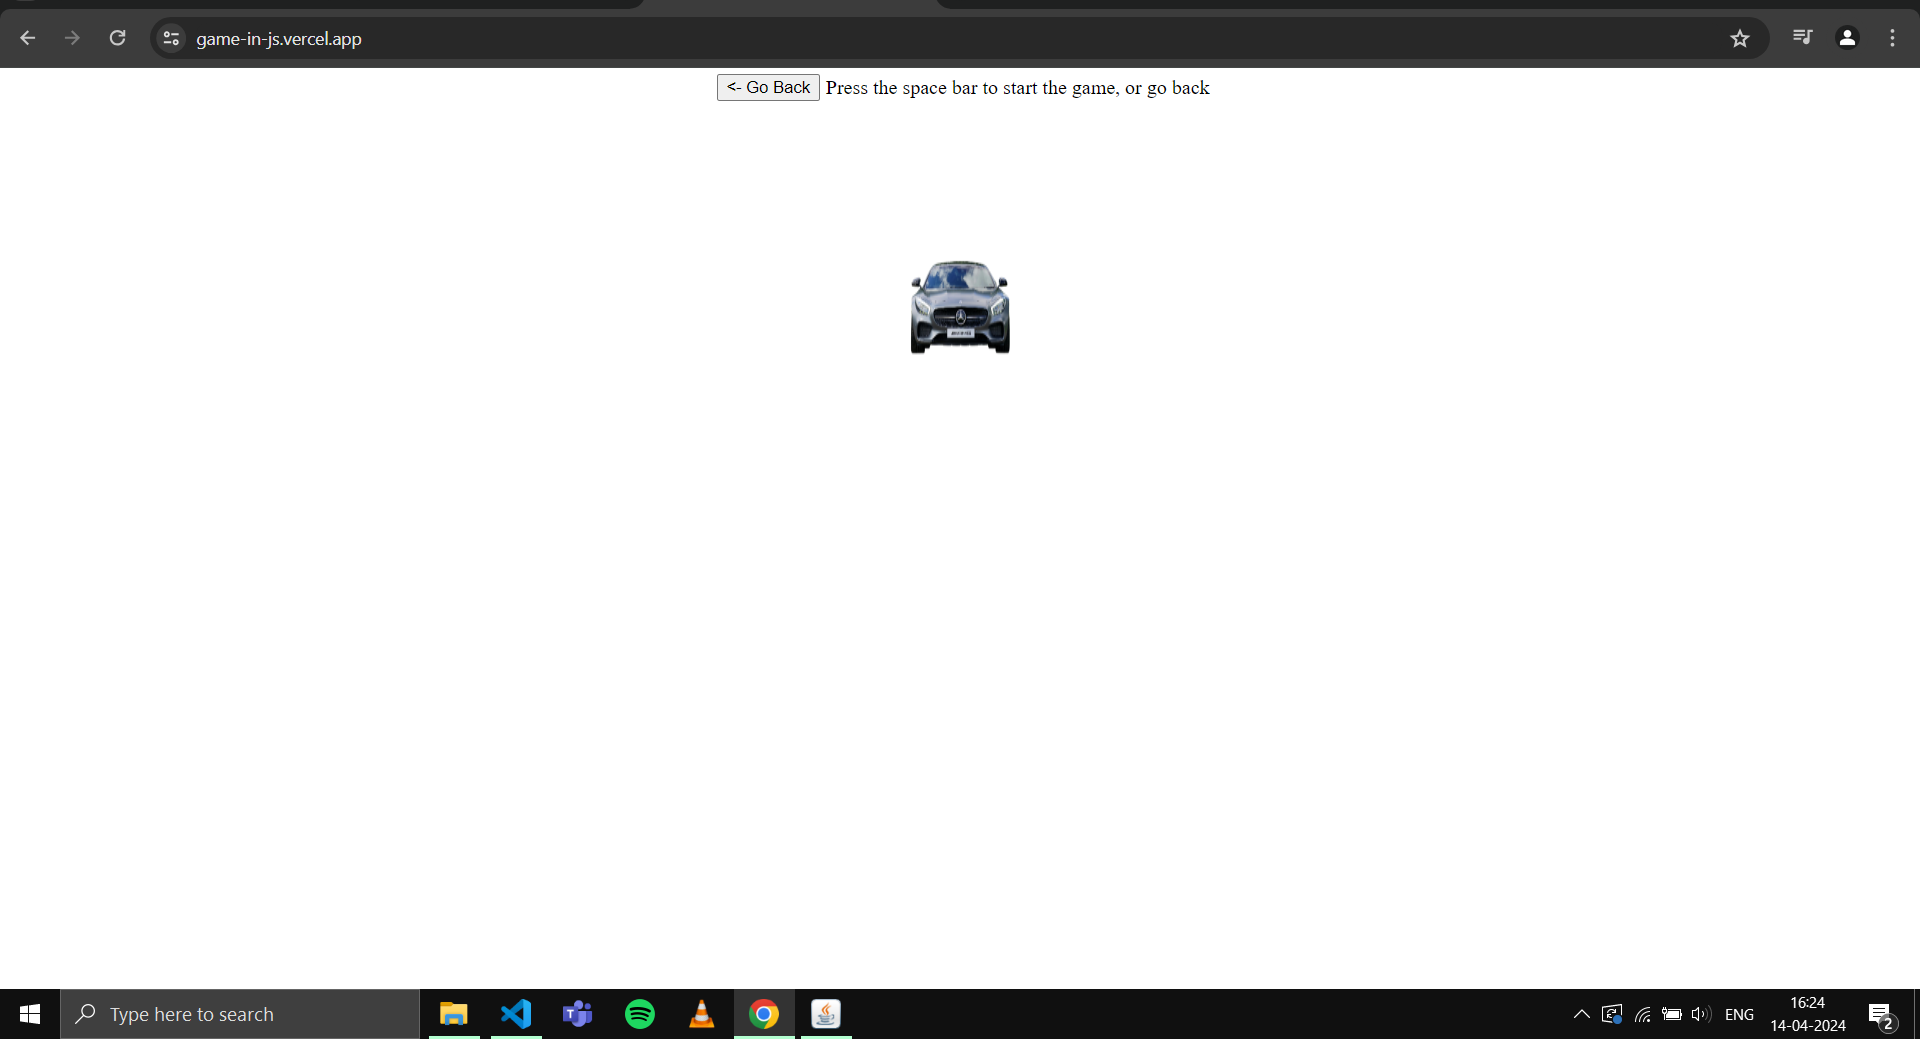 game-in-js.vercel.app
<- Go Back Press the space bar to start the game, or go back
Type here to search
ENG
16:24
14-04-2024
2